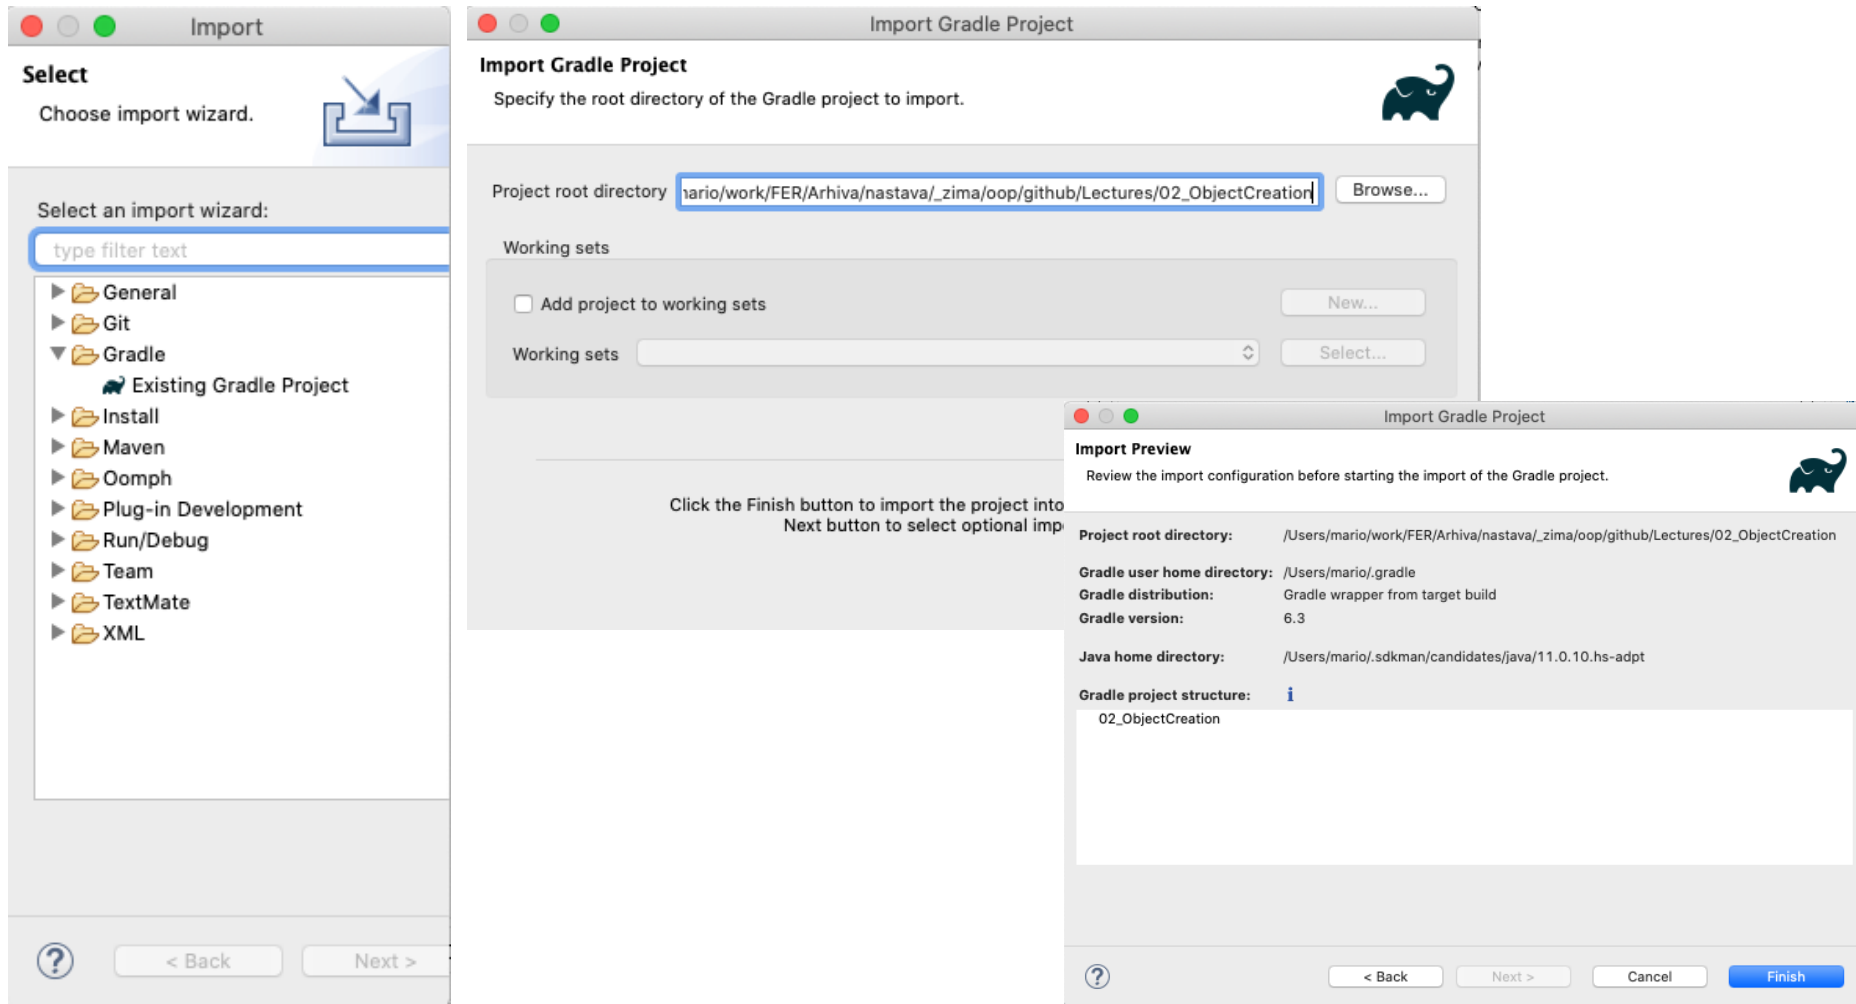 Import
Select
Choose import wizard.
Select an import wizard:
type filter text
General
Git
Gradle
Existing Gradle Project
Install
Maven
Oomph
Plug-in Development
Run/Debug
Team
TextMate
XML
?
< Back
Next >
Import Gradle Project
Import Gradle Project
Specify the root directory of the Gradle project to import.
Project root directory
nario/work/FER/Arhiva/nastava/_zima/oop/github/Lectures/02_ObjectCreation
Browse...
Working sets
Add project to working sets
New...
Working sets
Select...
Click the Finish button to import the project into
Next button to select optional imp
Import Gradle Project
Import Preview
Review the import configuration before starting the import of the Gradle project.
Project root directory: /Users/mario/work/FER/Arhiva/nastava/_zima/oop/github/Lectures/02_ObjectCreation
Gradle user home directory: /Users/mario/.gradle
Gradle distribution: Gradle wrapper from target build
Gradle version: 6.3
Java home directory: /Users/mario/.sdkman/candidates/java/11.0.10.hs-adpt
Gradle project structure: i
02_ObjectCreation
?
< Back
Next >
Cancel
Finish